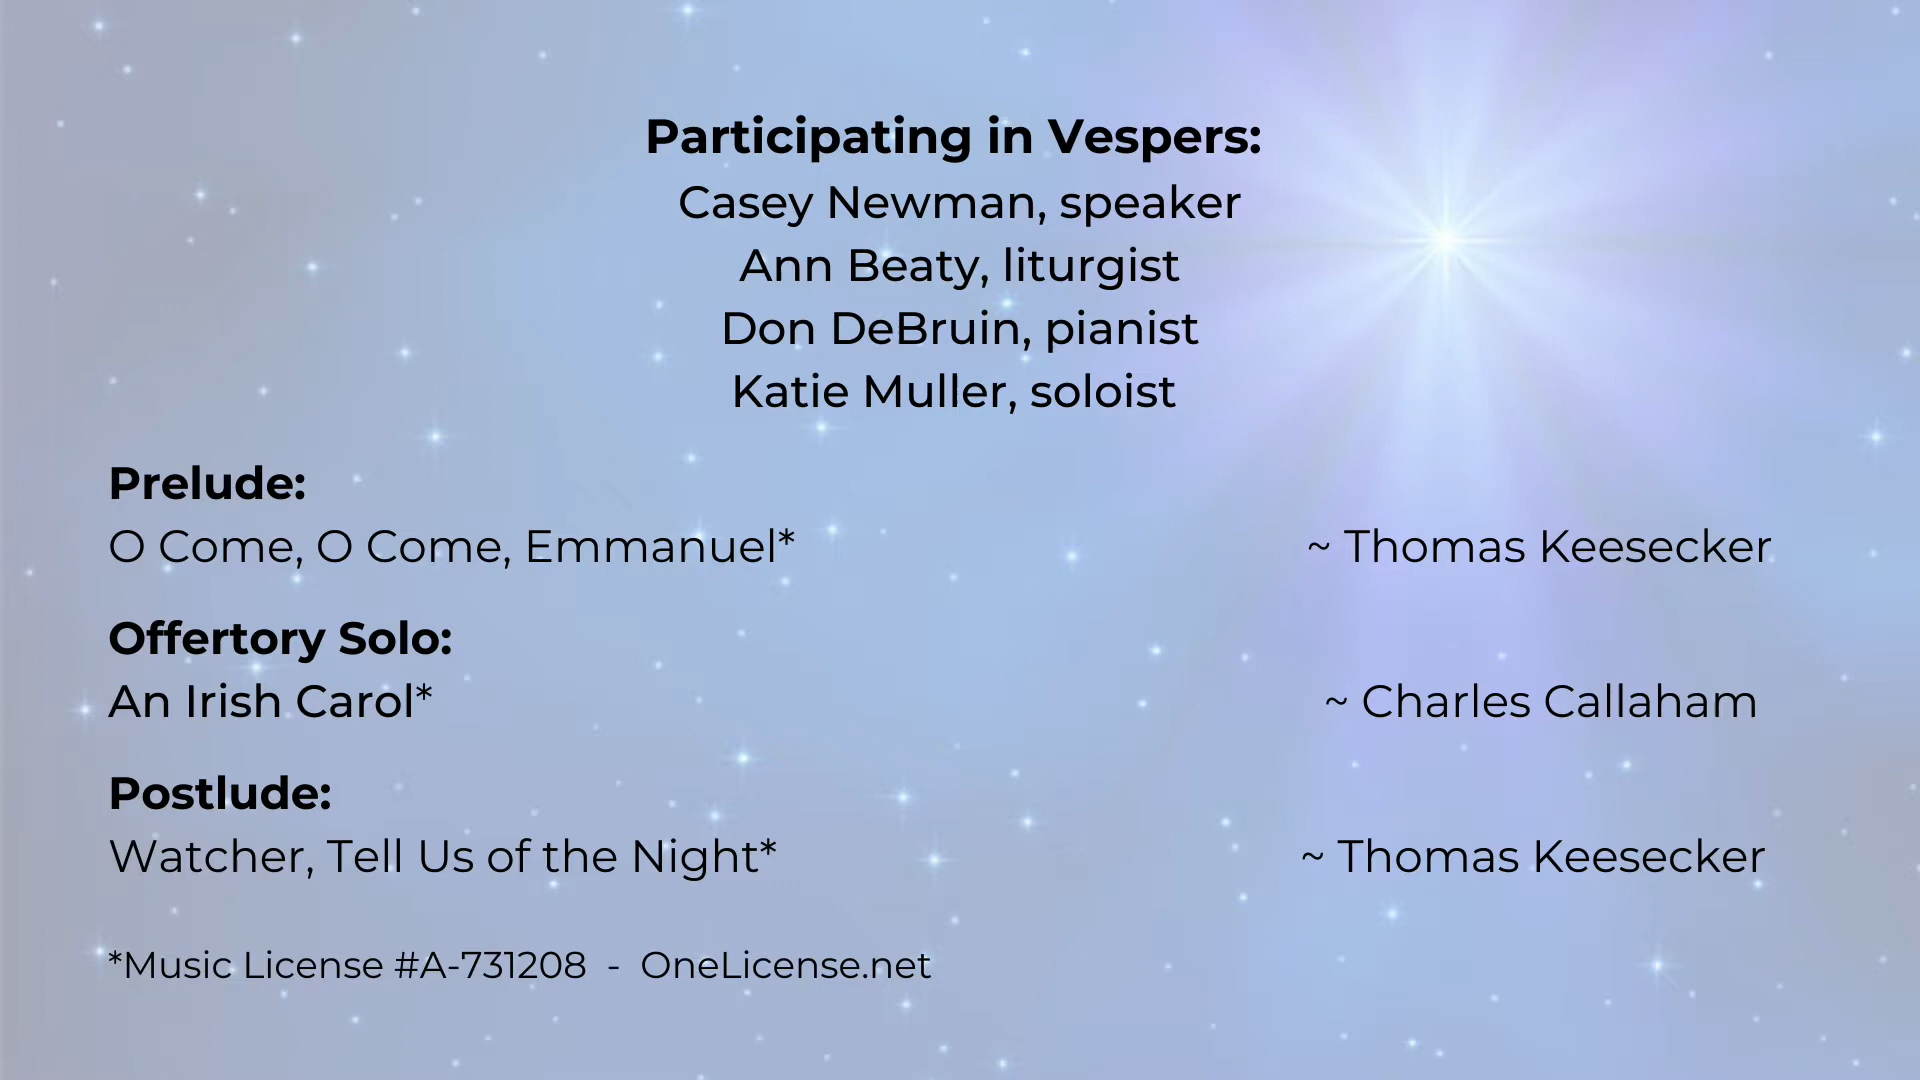 Participating in Vespers:
Casey Newman, speaker
Ann Beaty, liturgist
Don DeBruin, pianist
Katie Muller, soloist
Prelude:
O Come, O Come, Emmanuel* ~ Thomas Keesecker
Offertory Solo:
An Irish Carol* ~ Charles Callaham
Postlude:
Watcher, Tell Us of the Night* ~ Thomas Keesecker
*Music License #A-731208 - OneLicense.net